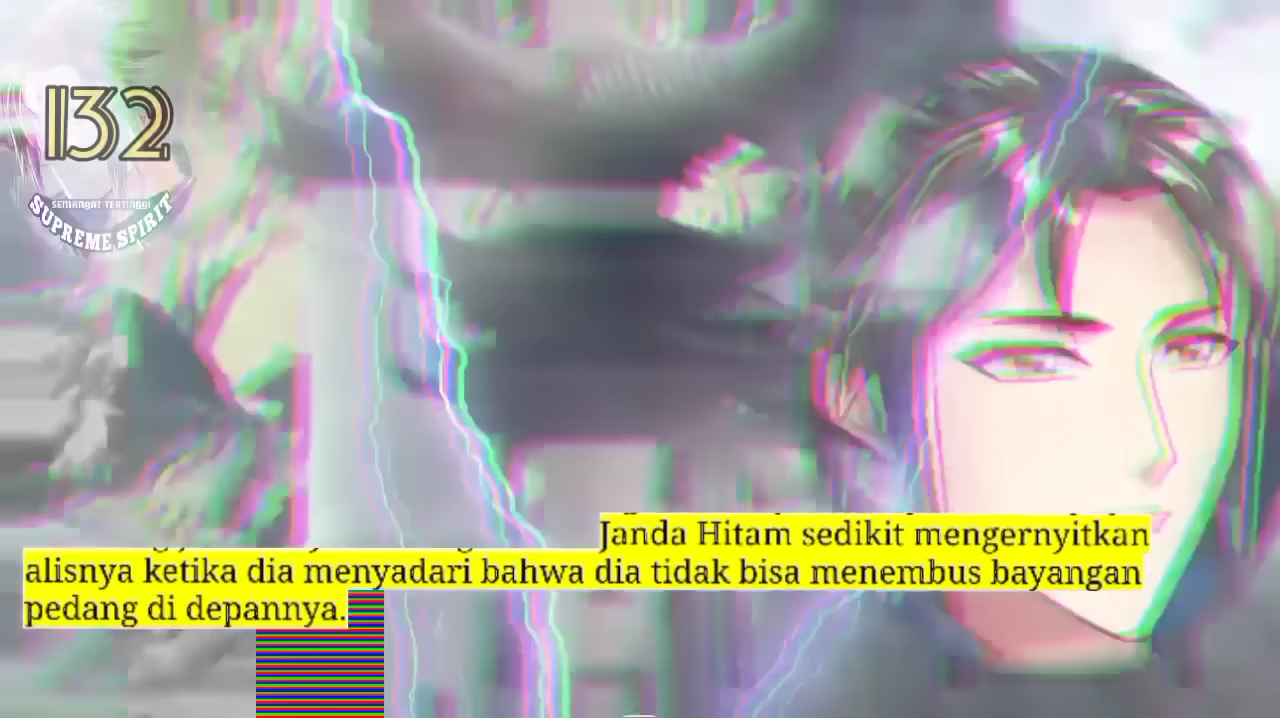 132
SEMANGAT TERTINGGI
SUPREME SPIRIT
Janda Hitam sedikit mengernyitkan
alisnya ketika dia menyadari bahwa dia tidak bisa menembus bayangan
pedang di depannya.